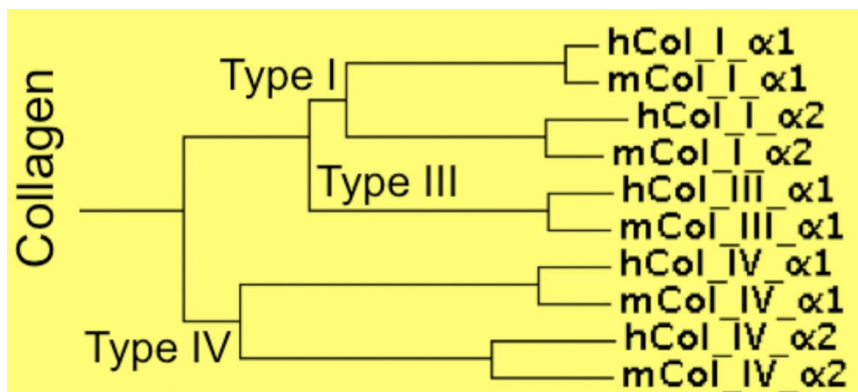 Collagen
Type I
Type III
Type IV
hCol_I_α1
mCol_I_α1
hCol_I_α2
mCol_I_α2
hCol_III_α1
mCol_III_α1
hCol_IV_α1
mCol_IV_α1
hCol_IV_α2
mCol_IV_α2